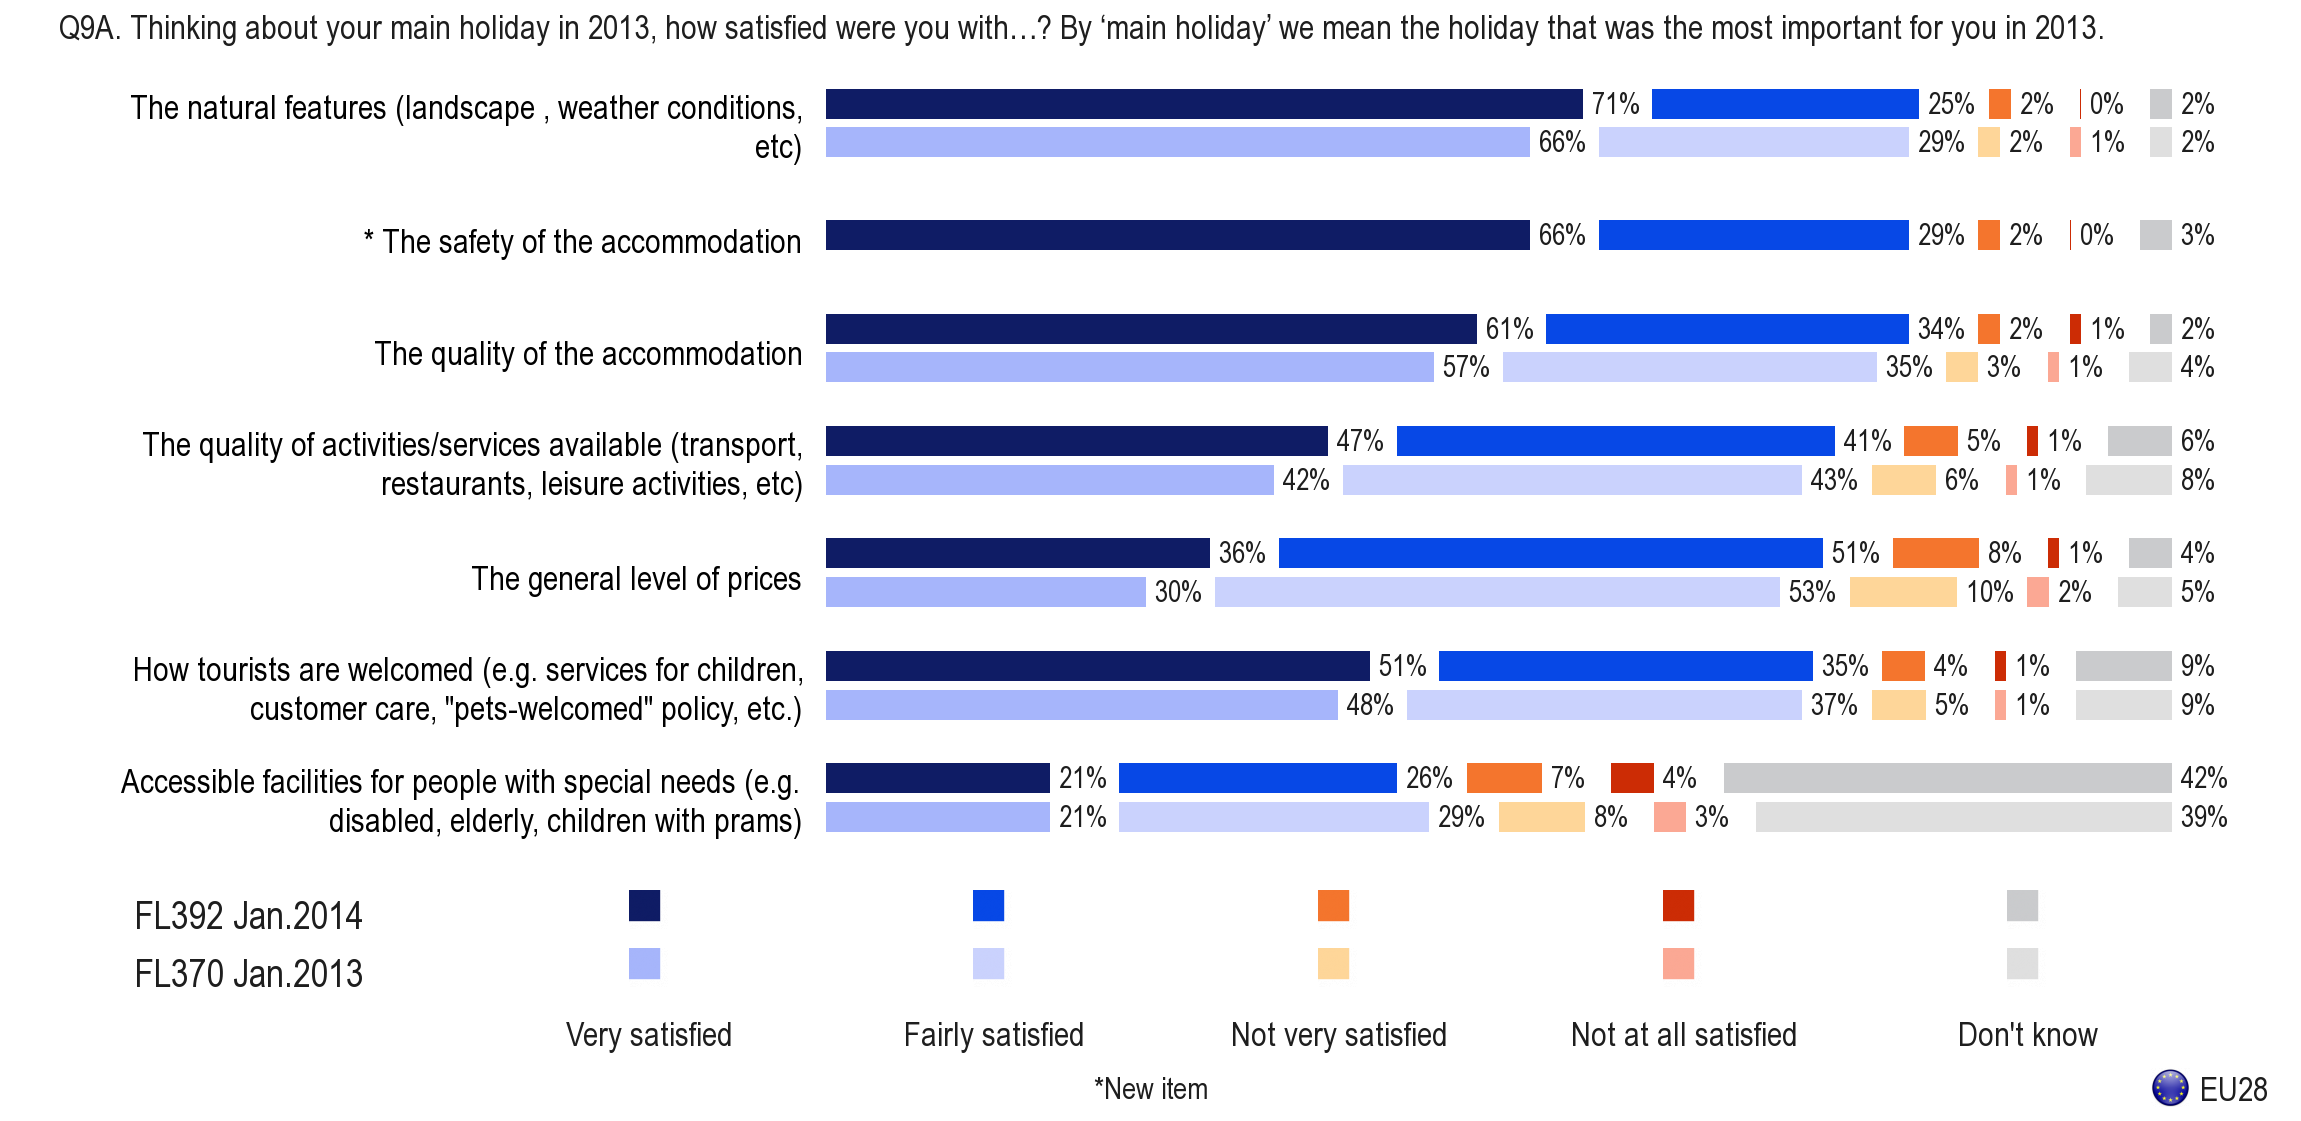 Q9A. Thinking about your main holiday in 2013, how satisfied were you with…? By ‘main holiday’ we mean the holiday that was the most important for you in 2013.
The natural features (landscape , weather conditions,
etc)
71% 25% 2% 0% 2%
66% 29% 2% 1% 2%
* The safety of the accommodation
66% 29% 2% 0% 3%
The quality of the accommodation
61% 34% 2% 1% 2%
57% 35% 3% 1% 4%
The quality of activities/services available (transport,
restaurants, leisure activities, etc)
47% 41% 5% 1% 6%
42% 43% 6% 1% 8%
The general level of prices
36% 51% 8% 1% 4%
30% 53% 10% 2% 5%
How tourists are welcomed (e.g. services for children,
customer care, "pets-welcomed" policy, etc.)
51% 35% 4% 1% 9%
48% 37% 5% 1% 9%
Accessible facilities for people with special needs (e.g.
disabled, elderly, children with prams)
21% 26% 7% 4% 42%
21% 29% 8% 3% 39%
FL392 Jan.2014
FL370 Jan.2013
Very satisfied Fairly satisfied Not very satisfied Not at all satisfied Don't know
*New item
EU28